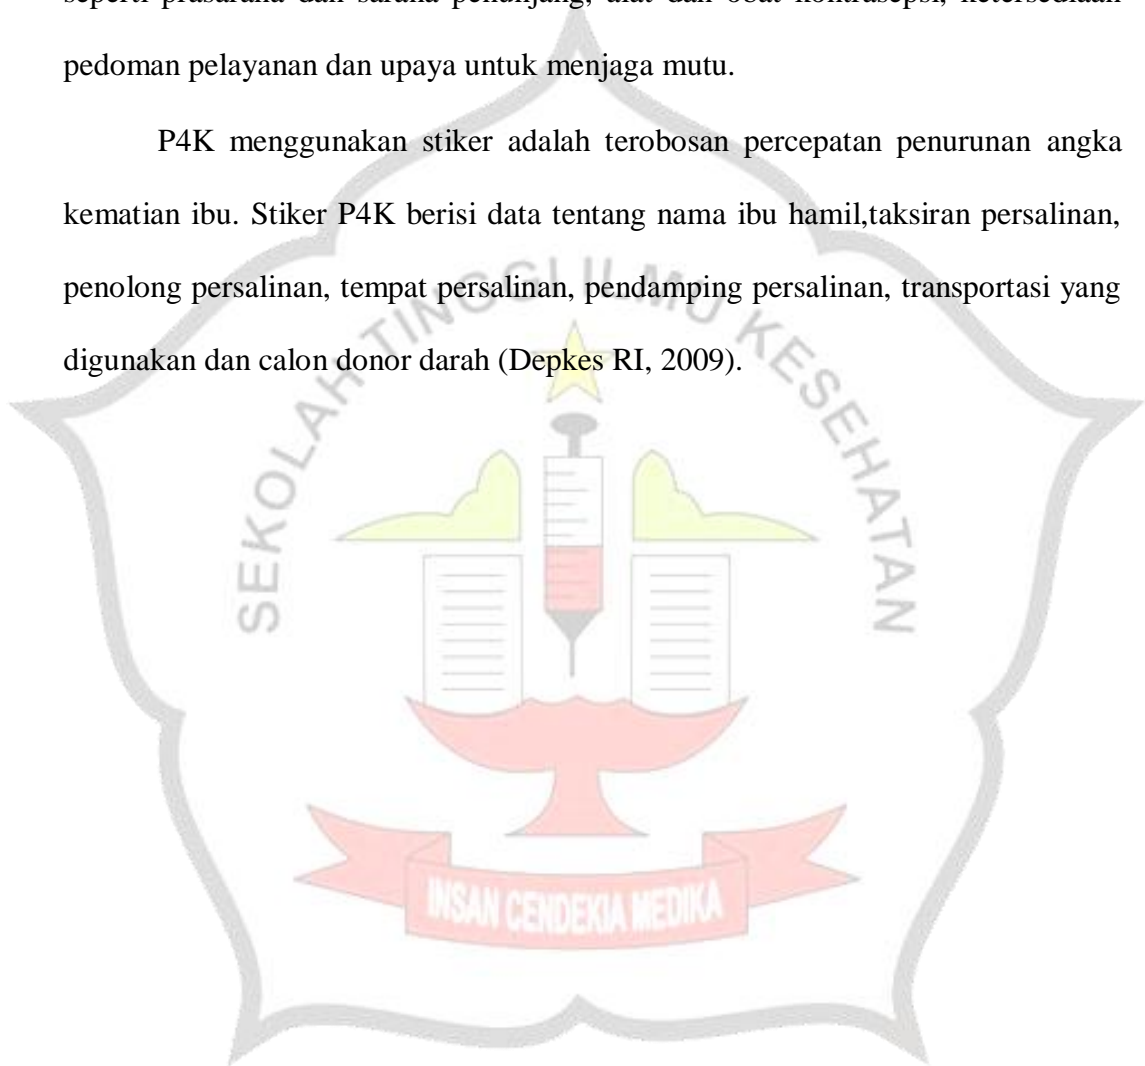 seperti prasarana dan sarana penunjang, alat dan obat kontrasepsi, ketersediaan
pedoman pelayanan dan upaya untuk menjaga mutu.
P4K menggunakan stiker adalah terobosan percepatan penurunan angka
kematian ibu. Stiker P4K berisi data tentang nama ibu hamil,taksiran persalinan,
penolong persalinan, tempat persalinan, pendamping persalinan, transportasi yang
digunakan dan calon donor darah (Depkes RI, 2009).
SEKOLAH TINGGI ILMU KESEHATAN
INSAN CENDEKIA MEDIKA